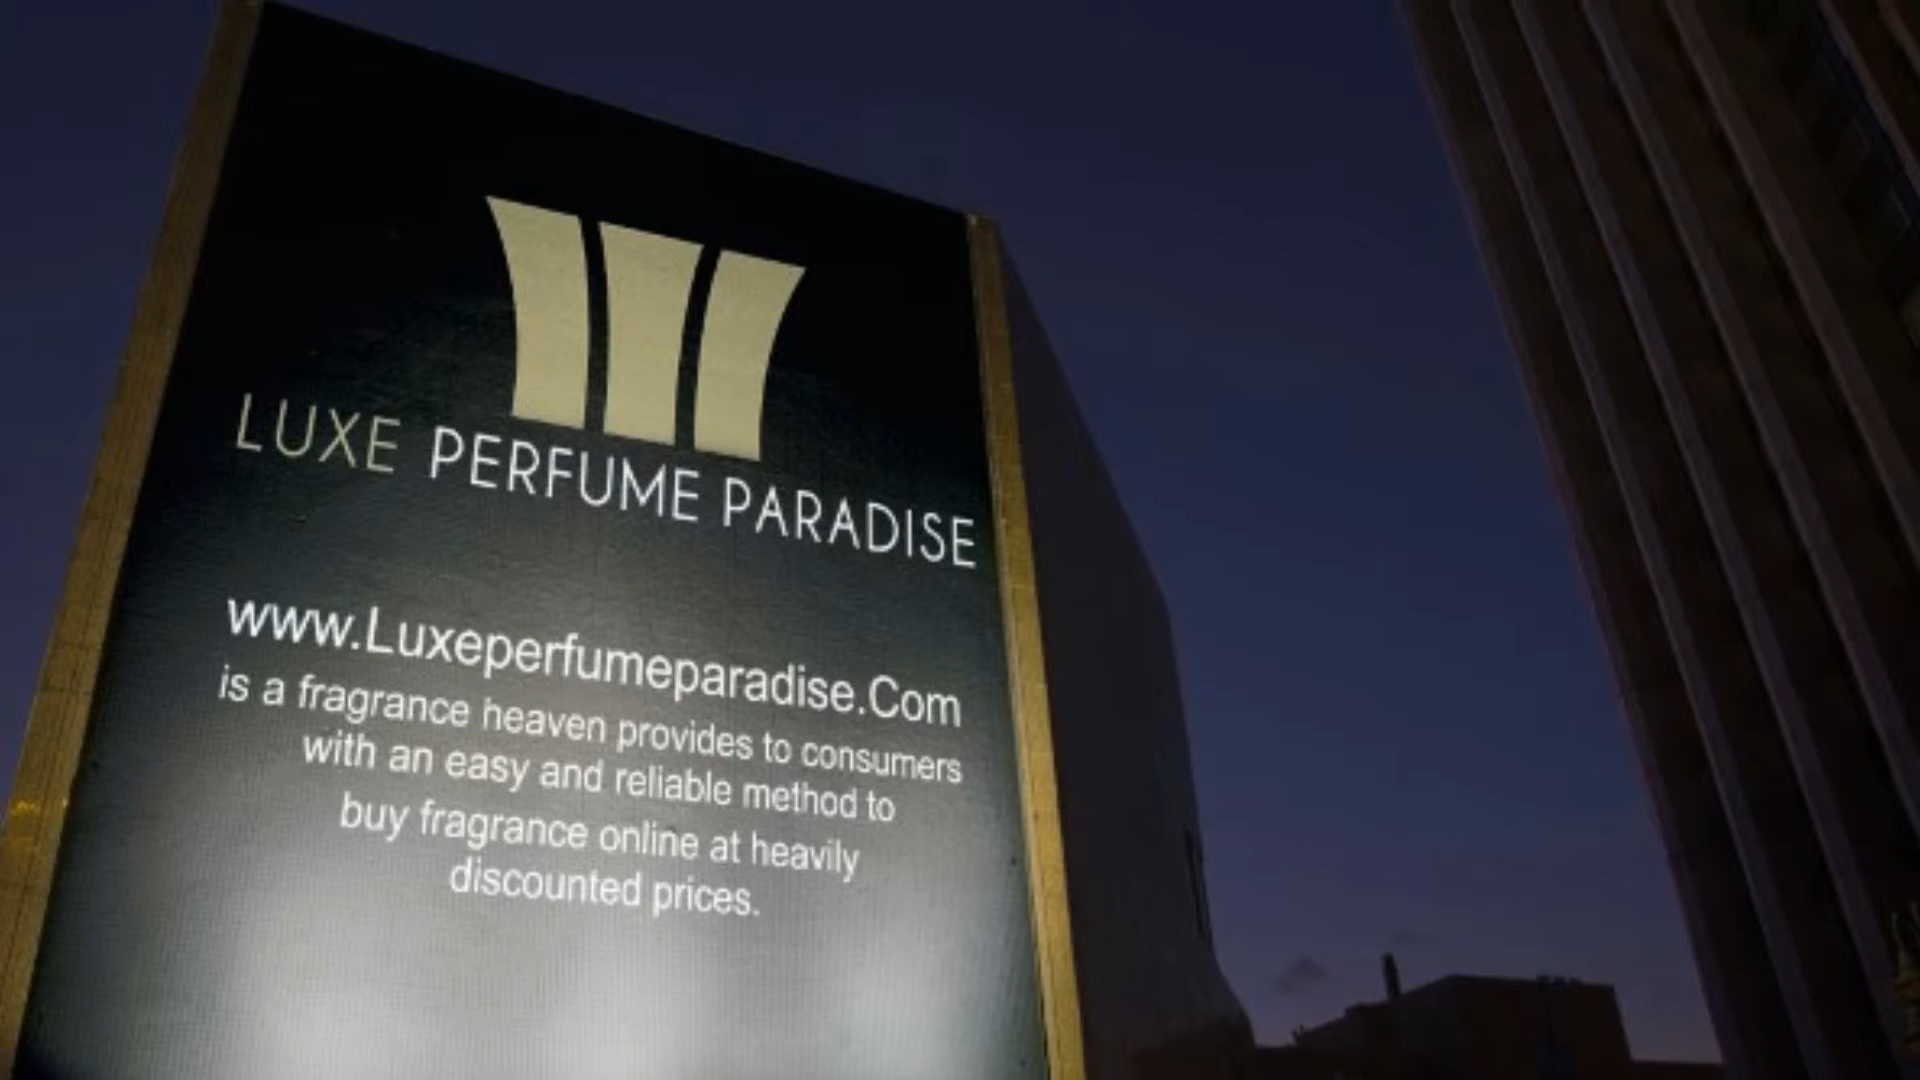 LUXE PERFUME PARADISE
www.Luxeperfumeparadise.Com
is a fragrance heaven provides to consumers
with an easy and reliable method to
buy fragrance online at heavily
discounted prices.